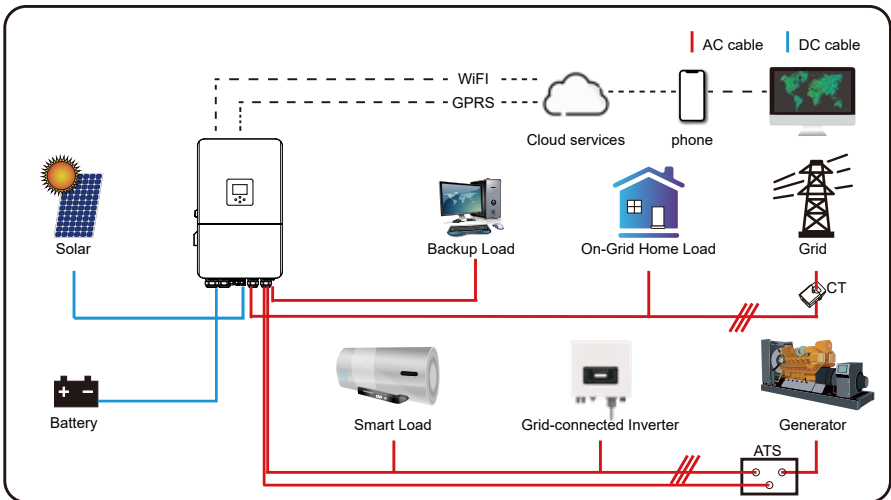 AC cable
DC cable
WiFI
GPRS
Cloud services
phone
Solar
Backup Load
On-Grid Home Load
Grid
CT
Battery
Smart Load
Grid-connected Inverter
Generator
ATS